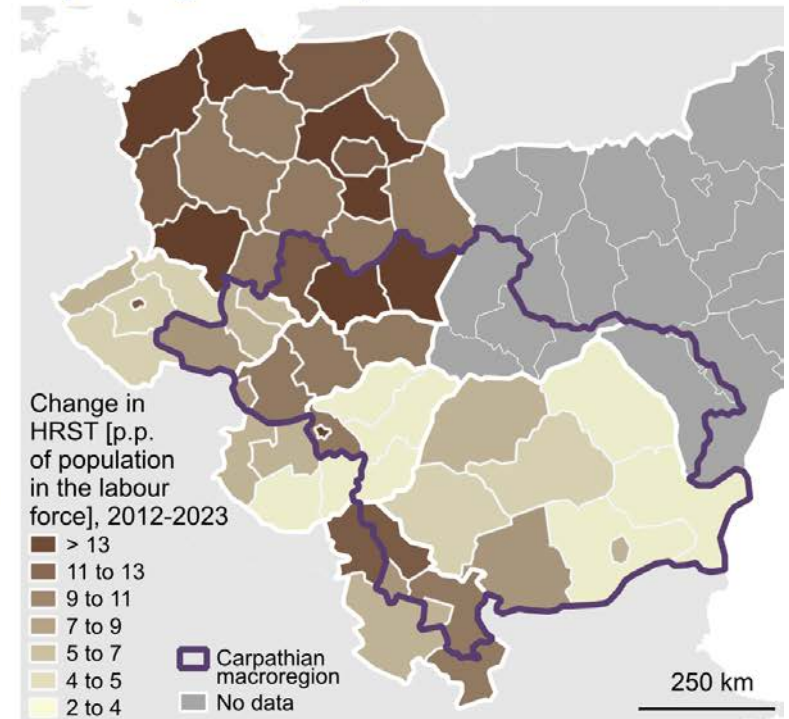 Change in
HRST [p.p.
of population
in the labour
force], 2012-2023
> 13
11 to 13
9 to 11
7 to 9
5 to 7
4 to 5
2 to 4
Carpathian
macroregion
No data
250 km